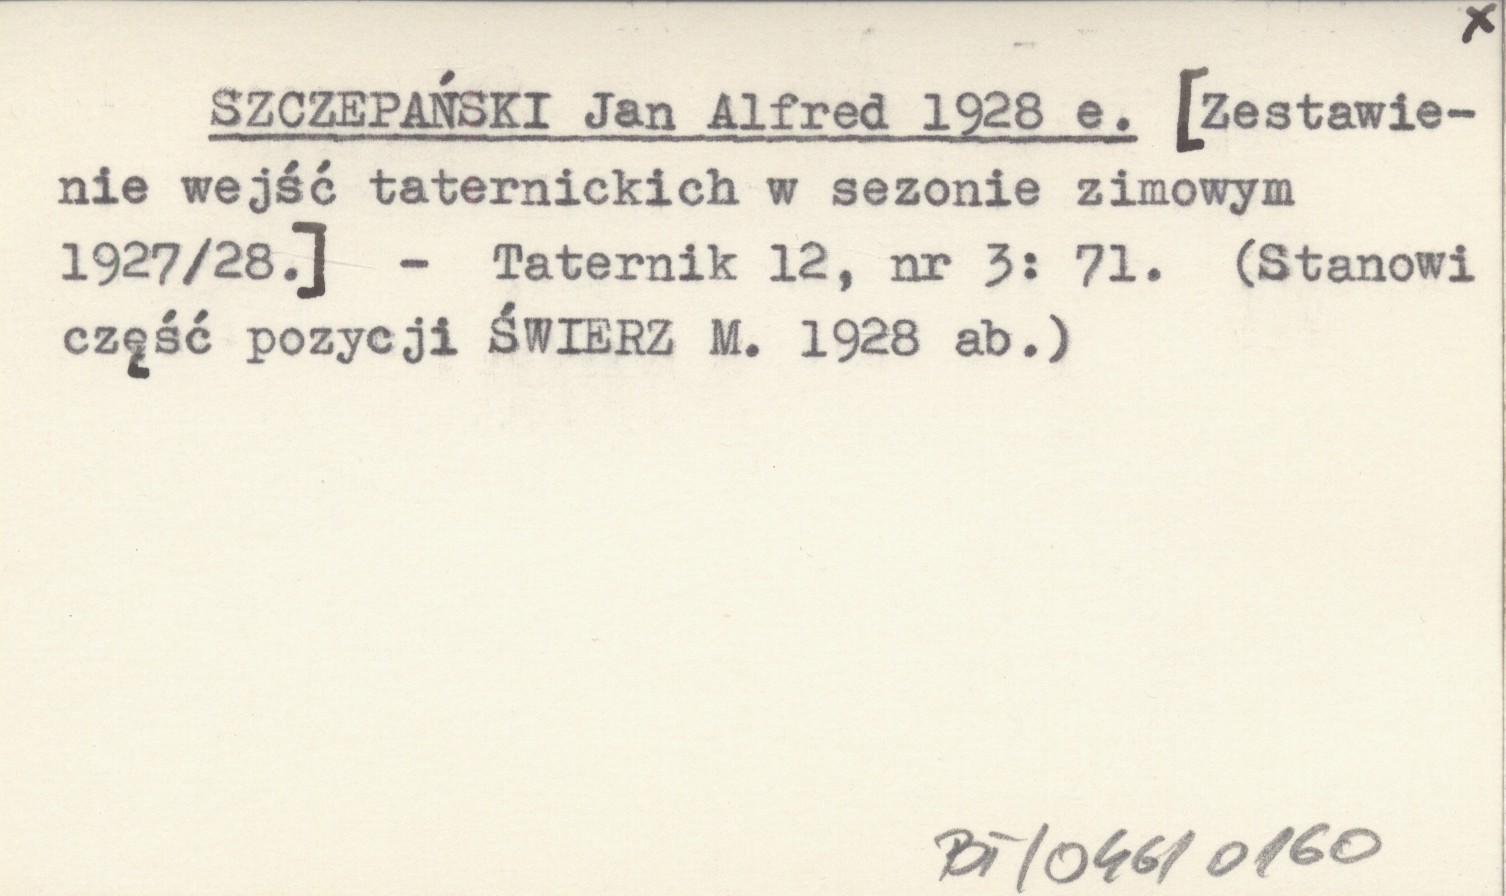 x
SZCZEPAŃSKI Jan Alfred 1928 e. [Zestawie-
nie wejść taternickich w sezonie zimowym
1927/28.] - Taternik 12, nr 3: 71. (Stanowi
część pozycji ŚWIERZ M. 1928 ab.)
BT/0461 0160